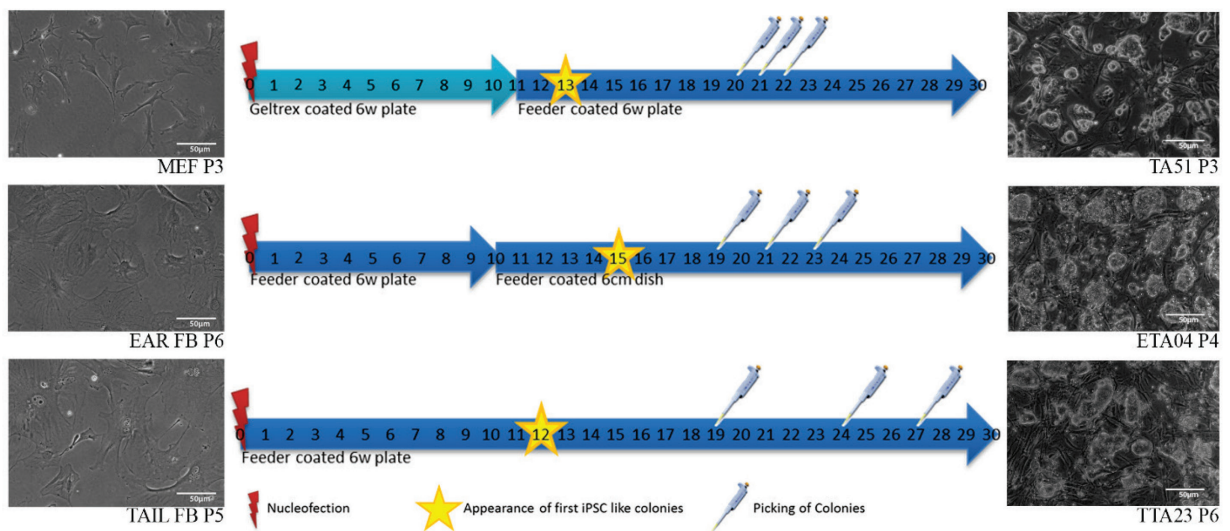 0 1 2 3 4 5 6 7 8 9 10 11 12 13 14 15 16 17 18 19 20 21 22 23 24 25 26 27 28 29 30
Geltrex coated 6w plate Feeder coated 6w plate
50µm
MEF P3
50µm
TA51 P3
0 1 2 3 4 5 6 7 8 9 10 11 12 13 14 15 16 17 18 19 20 21 22 23 24 25 26 27 28 29 30
Feeder coated 6w plate Feeder coated 6cm dish
50µm
EAR FB P6
50µm
ETA04 P4
0 1 2 3 4 5 6 7 8 9 10 11 12 13 14 15 16 17 18 19 20 21 22 23 24 25 26 27 28 29 30
Feeder coated 6w plate
50µm
TAIL FB P5
50µm
TTA23 P6
Nucleofection Appearance of first iPSC like colonies Picking of Colonies